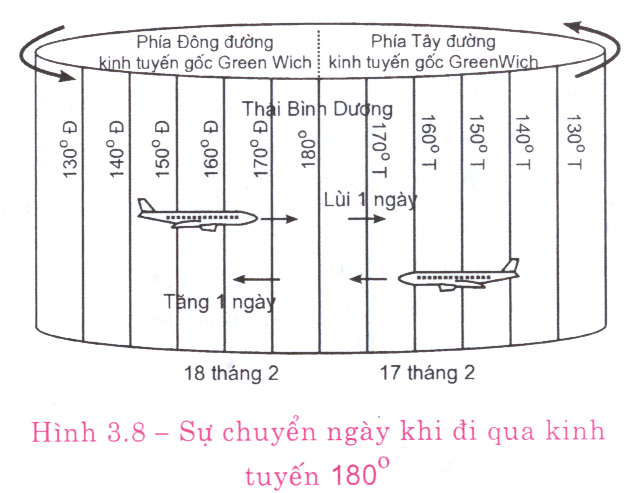 Phía Đông đường
kinh tuyến gốc Green Wich
Phía Tây đường
kinh tuyến gốc GreenWich
Thái Bình Dương
130° Đ
140° Đ
150° Đ
160° Đ
170° Đ
180°
170° T
160° T
150° T
140° T
130° T
Lùi 1 ngày
Tăng 1 ngày
18 tháng 2
17 tháng 2
Hình 3.8 – Sự chuyển ngày khi đi qua kinh
tuyến 180°